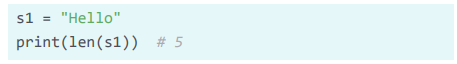 s1 = "Hello"
print(len(s1))  # 5